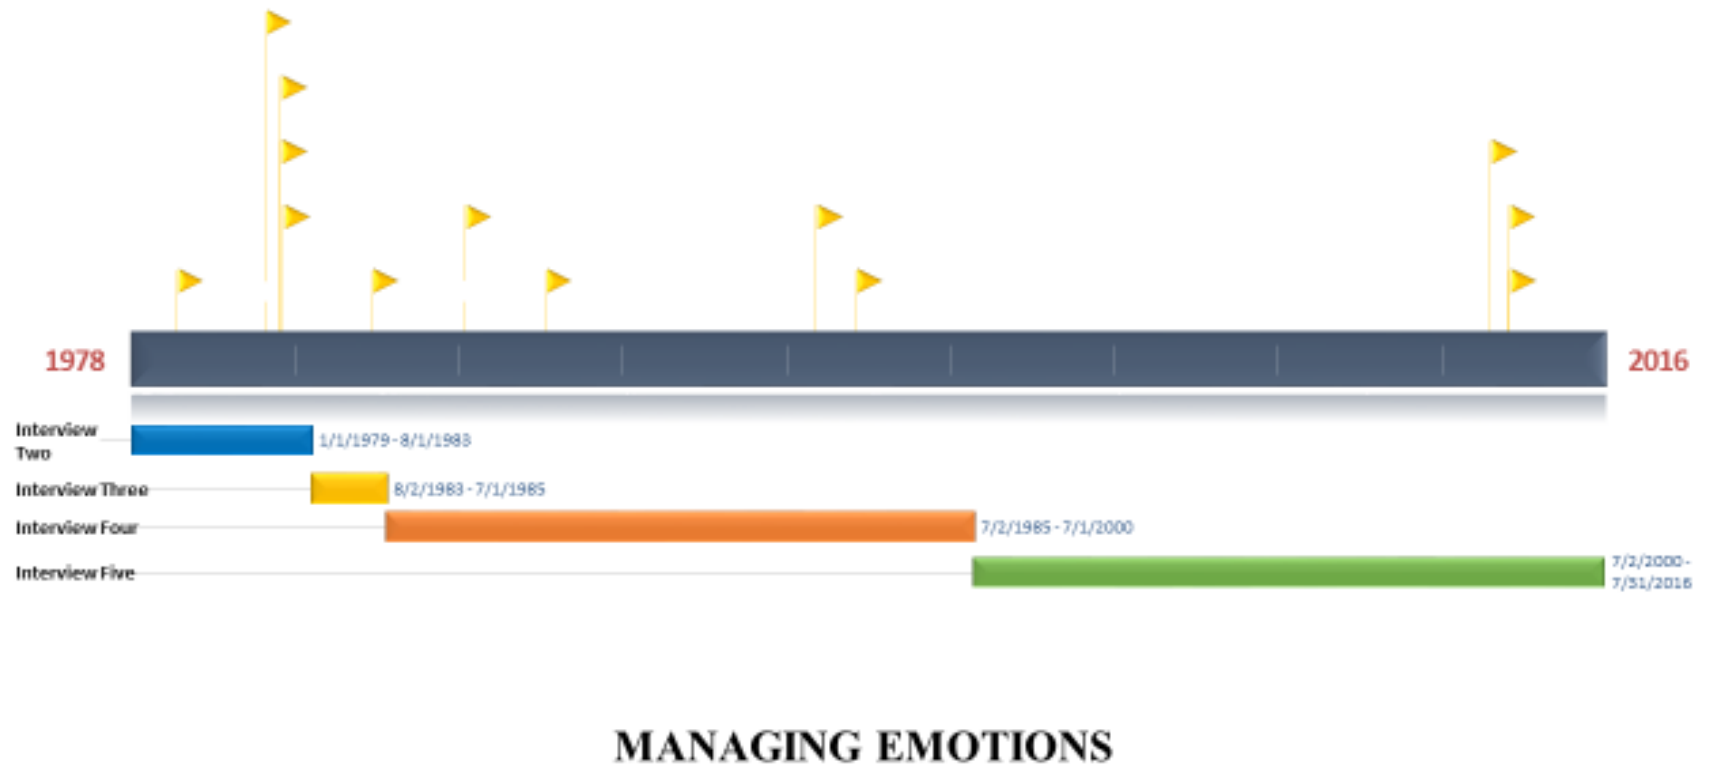 1978
2016
Interview
Two
1/1/1979 - 8/1/1983
Interview Three
8/2/1983 - 7/1/1985
Interview Four
7/2/1985 - 7/1/2000
Interview Five
7/2/2000 -
7/31/2016
MANAGING EMOTIONS